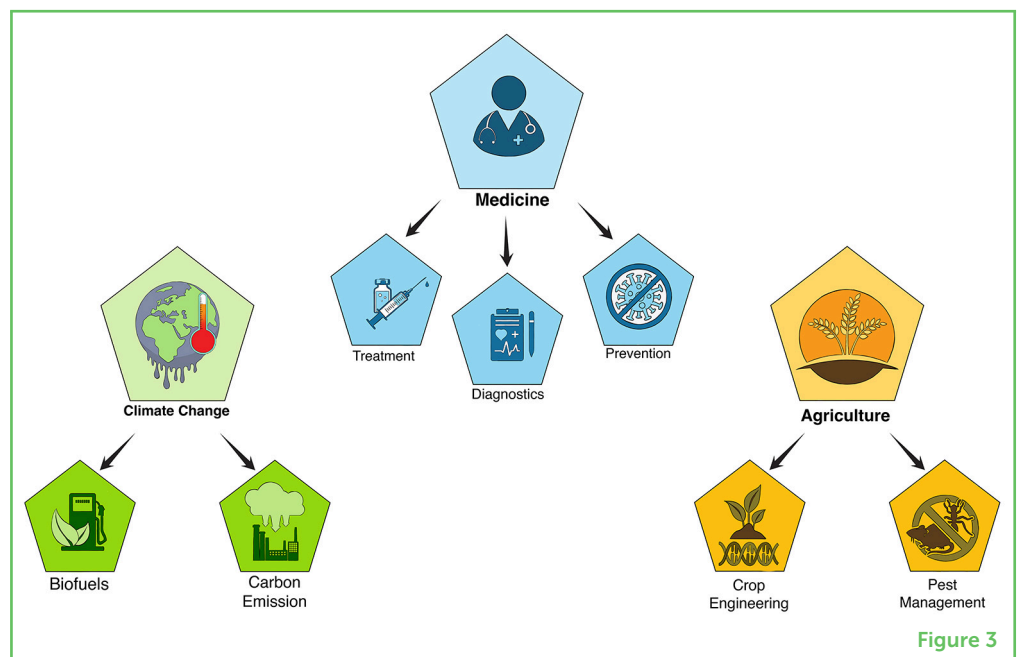 Medicine
Treatment
Diagnostics
Prevention
Climate Change
Biofuels
Carbon
Emission
Agriculture
Crop
Engineering
Pest
Management
Figure 3